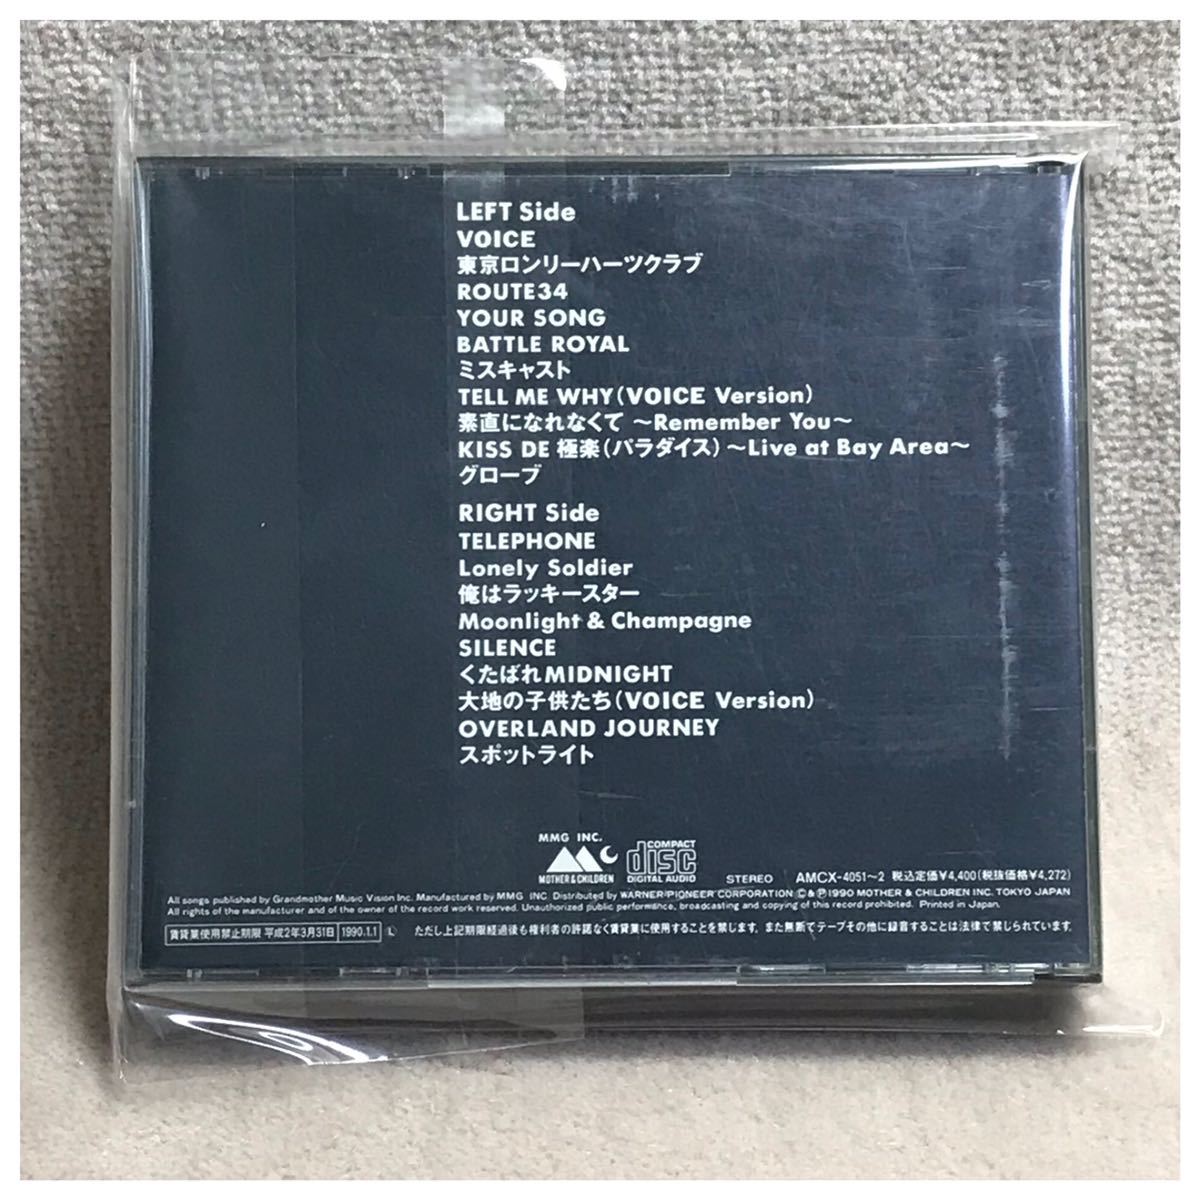 LEFT Side
VOICE
東京ロンリーハーツクラブ
ROUTE34
YOUR SONG
BATTLE ROYAL
ミスキャスト
TELL ME WHY(VOICE Version)
素直になれなくて ～Remember You～
KISS DE 極楽(パラダイス)～Live at Bay Area～
グローブ
RIGHT Side
TELEPHONE
Lonely Soldier
俺はラッキースター
Moonlight & Champagne
SILENCE
くたばれMIDNIGHT
大地の子供たち(VOICE Version)
OVERLAND JOURNEY
スポットライト
MMG INC.
MOTHER & CHILDREN
COMPACT
disc
DIGITAL AUDIO
STEREO AMCX-4051～2 税込定価¥4,400(税抜価格¥4,272)
All songs published by Grandmother Music Vision Inc. Manufactured by MMG INC. Distributed by WARNER/PIONEER CORPORATION ©&℗1990 MOTHER & CHILDREN INC. TOKYO JAPAN
All rights of the manufacturer and of the owner of the record work reserved. Unauthorized public performance, broadcasting and copying of this record prohibited. Printed in Japan.
賃貸業使用禁止期限 平成2年3月31日 1990.1.1 Ⓛ ただし上記期限経過後も権利者の許諾なく賃貸業に使用することを禁じます。また無断でテープその他に録音することは法律で禁じられています。